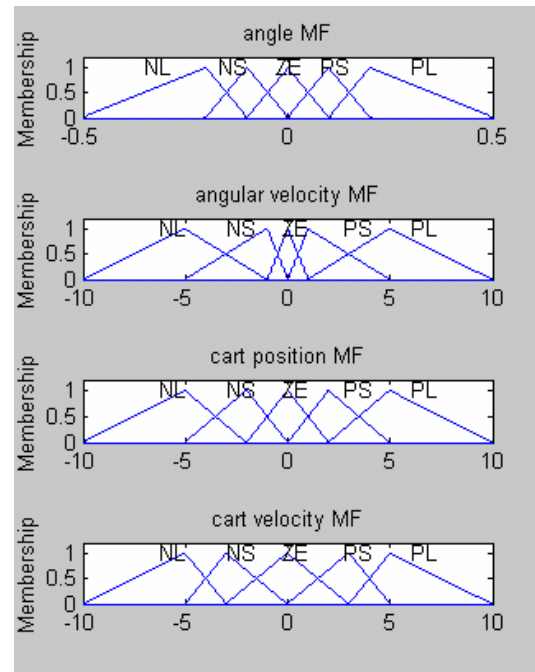 angle MF
NL NS ZE PS PL
Membership
1
0.5
0
-0.5 0 0.5
angular velocity MF
NL NS ZE PS PL
Membership
1
0.5
0
-10 -5 0 5 10
cart position MF
NL NS ZE PS PL
Membership
1
0.5
0
-10 -5 0 5 10
cart velocity MF
NL NS ZE PS PL
Membership
1
0.5
0
-10 -5 0 5 10